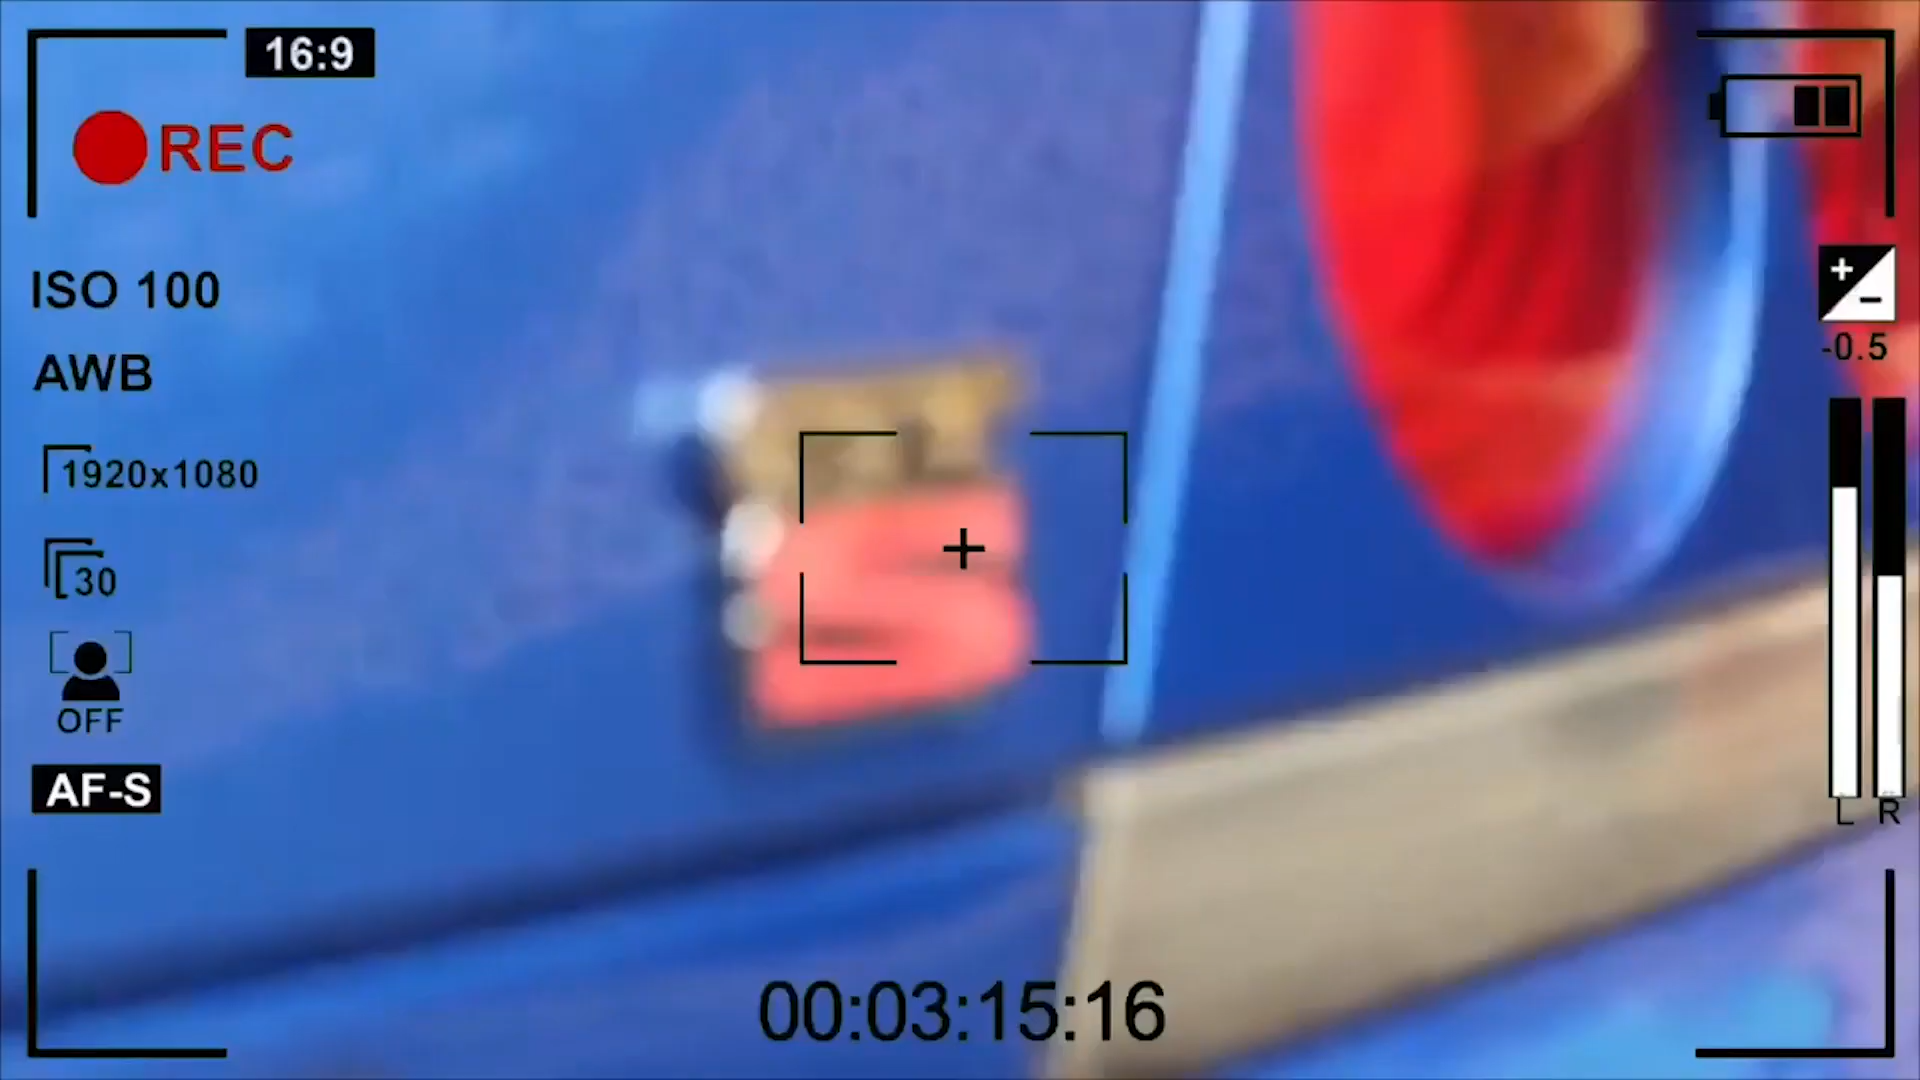 16:9
REC
ISO 100
AWB
1920x1080
30
OFF
AF-S
+
-
-0.5
L R
00:03:15:16